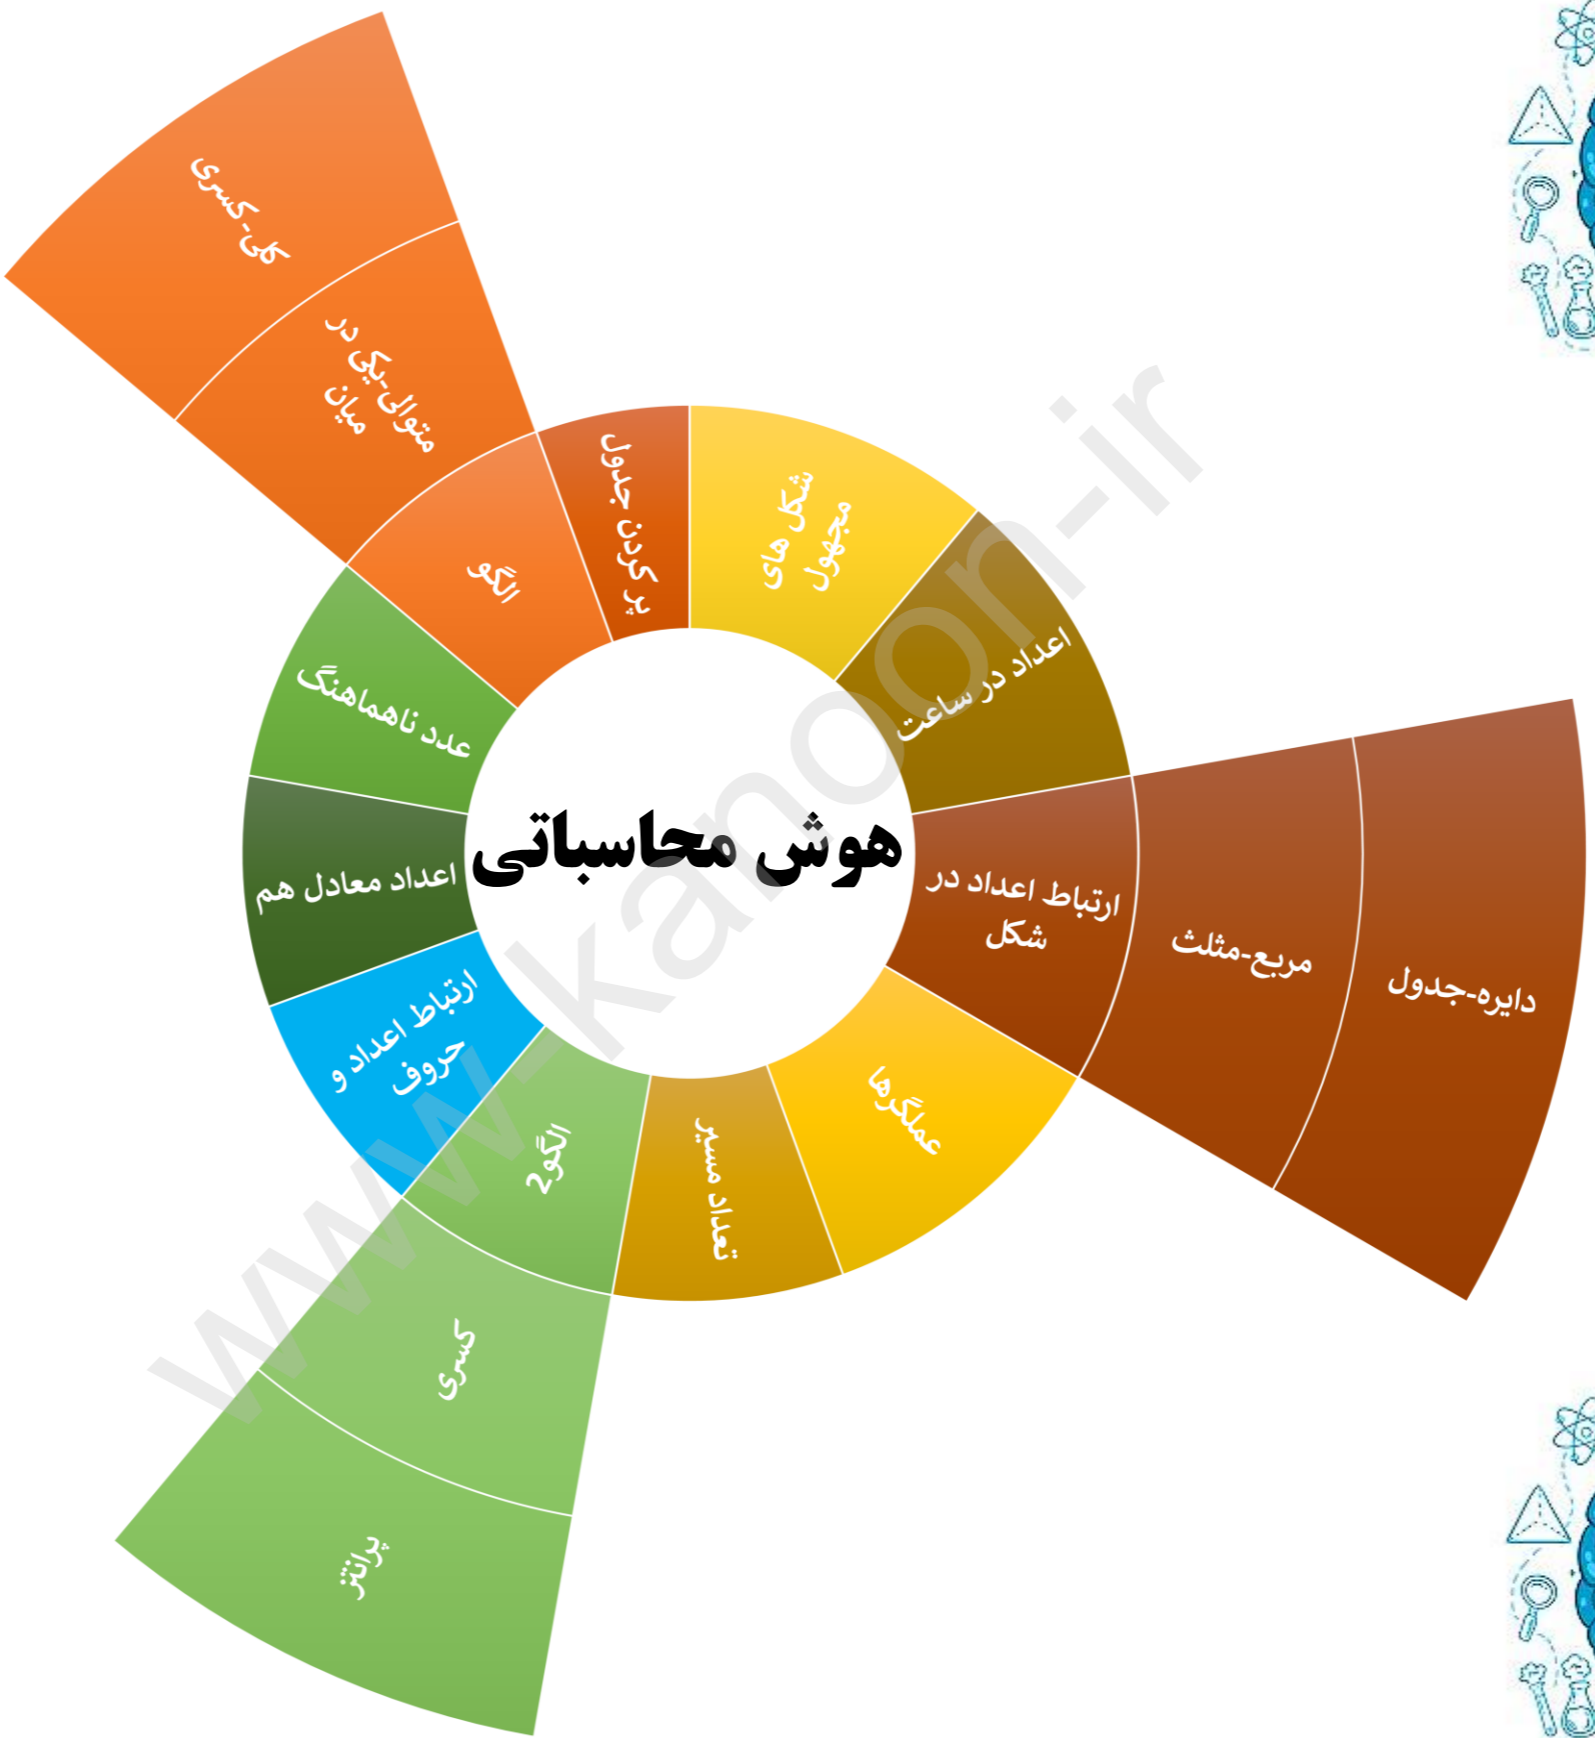 هوش محاسباتی
شکل های
مجهول
اعداد در ساعت
ارتباط اعداد در
شکل
مربع-مثلث
دایره-جدول
عملگرها
تعداد مسیر
الگو2
کسری
پرانتز
ارتباط اعداد و
حروف
اعداد معادل هم
عدد ناهماهنگ
الگو
متوالی-یکی در
میان
کلی-کسری
پر کردن جدول
www-kanoon-ir